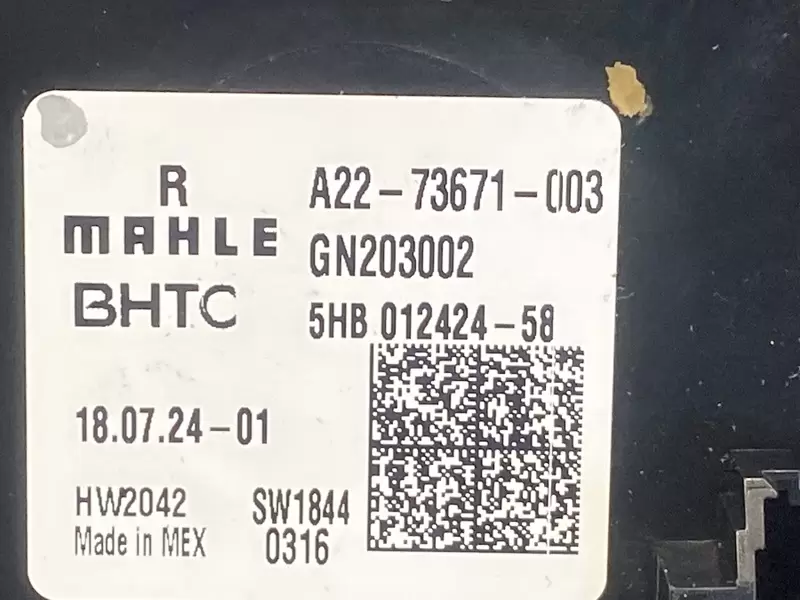 R
MAHLE
BHTC
A22-73671-003
GN203002
5HB 012424-58
18.07.24-01
HW2042
SW1844
Made in MEX
0316